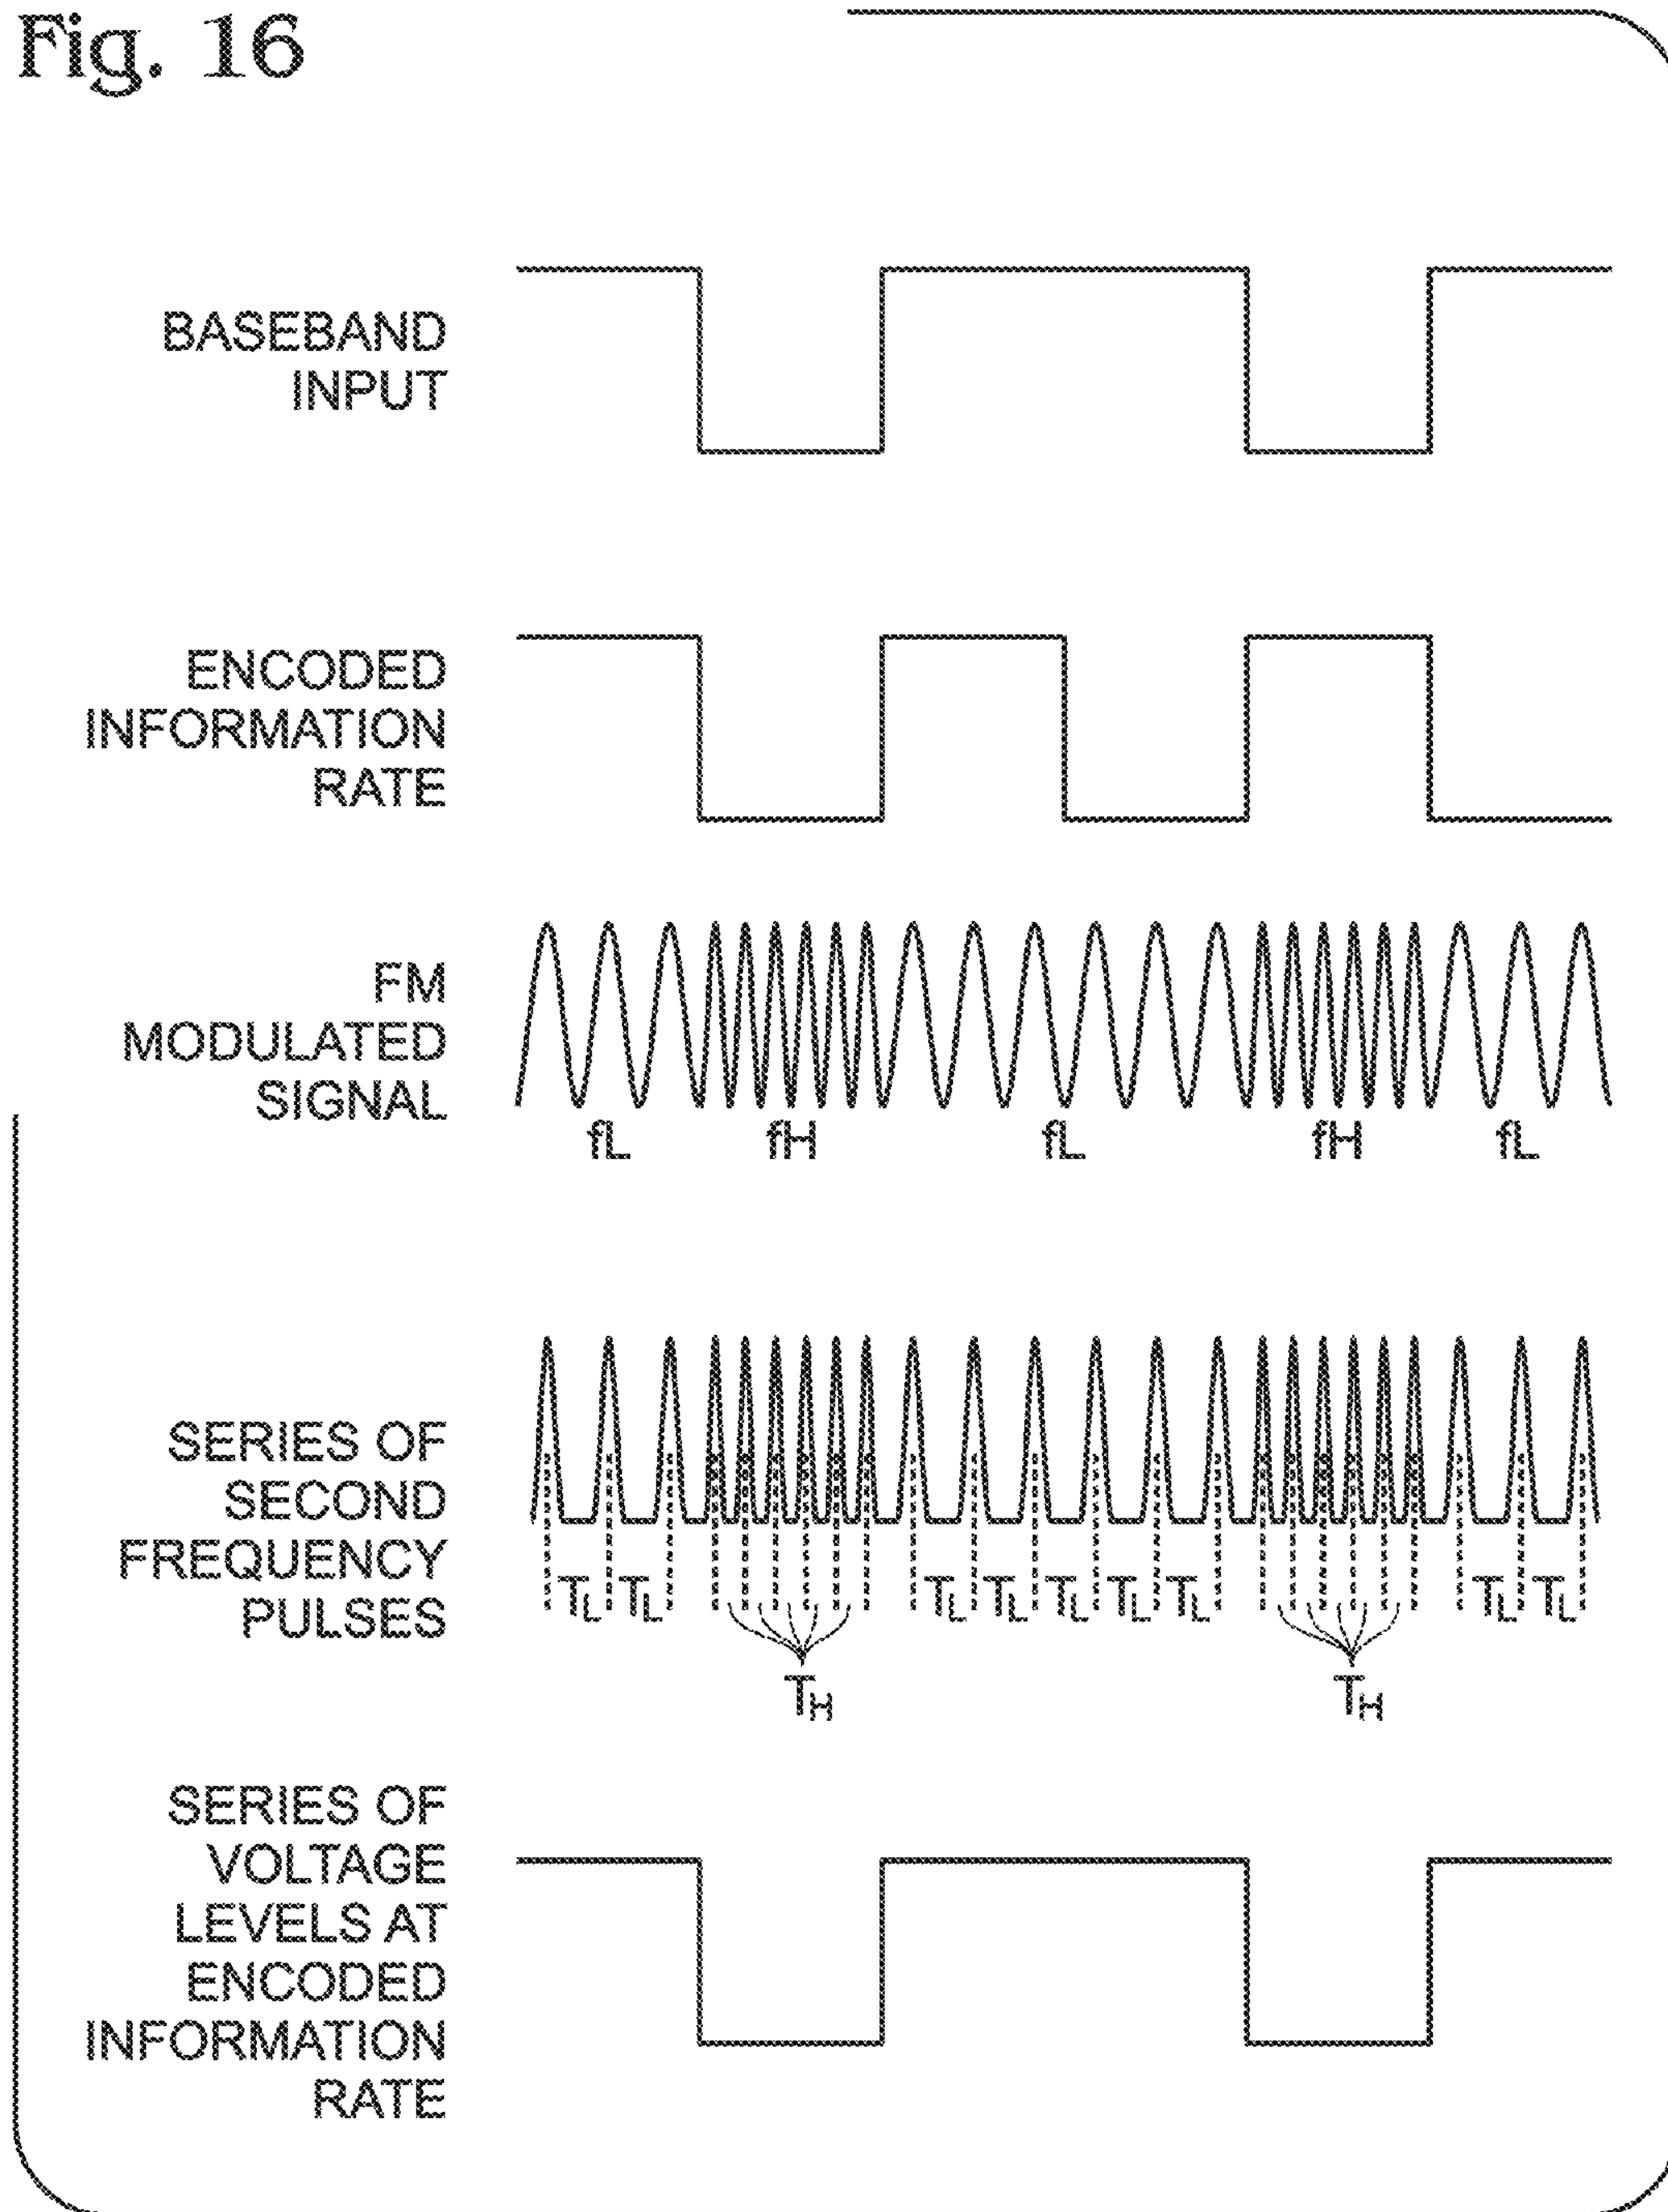 Fig. 16
BASEBAND
INPUT
ENCODED
INFORMATION
RATE
FM
MODULATED
SIGNAL
fL fH fL fH fL
SERIES OF
SECOND
FREQUENCY
PULSES
TL TL TL TL TL TL TL TL TL
TH TH
SERIES OF
VOLTAGE
LEVELS AT
ENCODED
INFORMATION
RATE